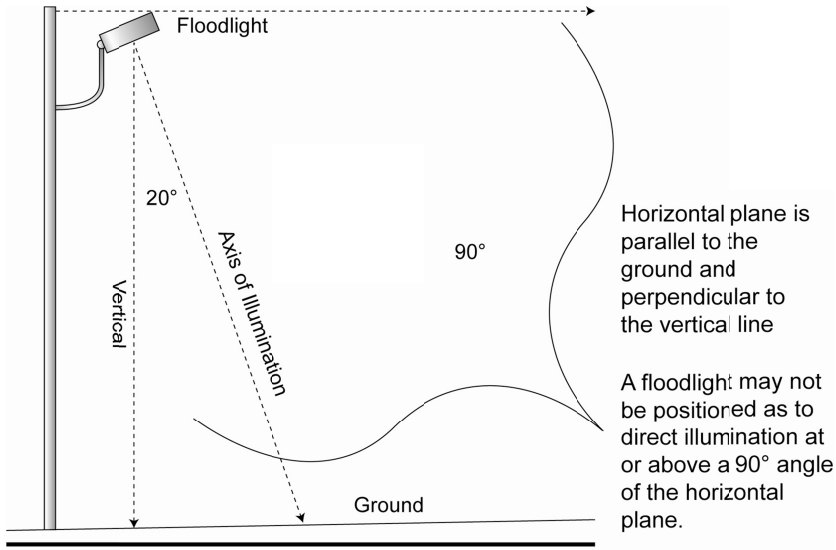 Floodlight
20°
Vertical
Axis of Illumination
90°
Ground
Horizontal plane is
parallel to the
ground and
perpendicular to
the vertical line
A floodlight may not
be positioned as to
direct illumination at
or above a 90° angle
of the horizontal
plane.